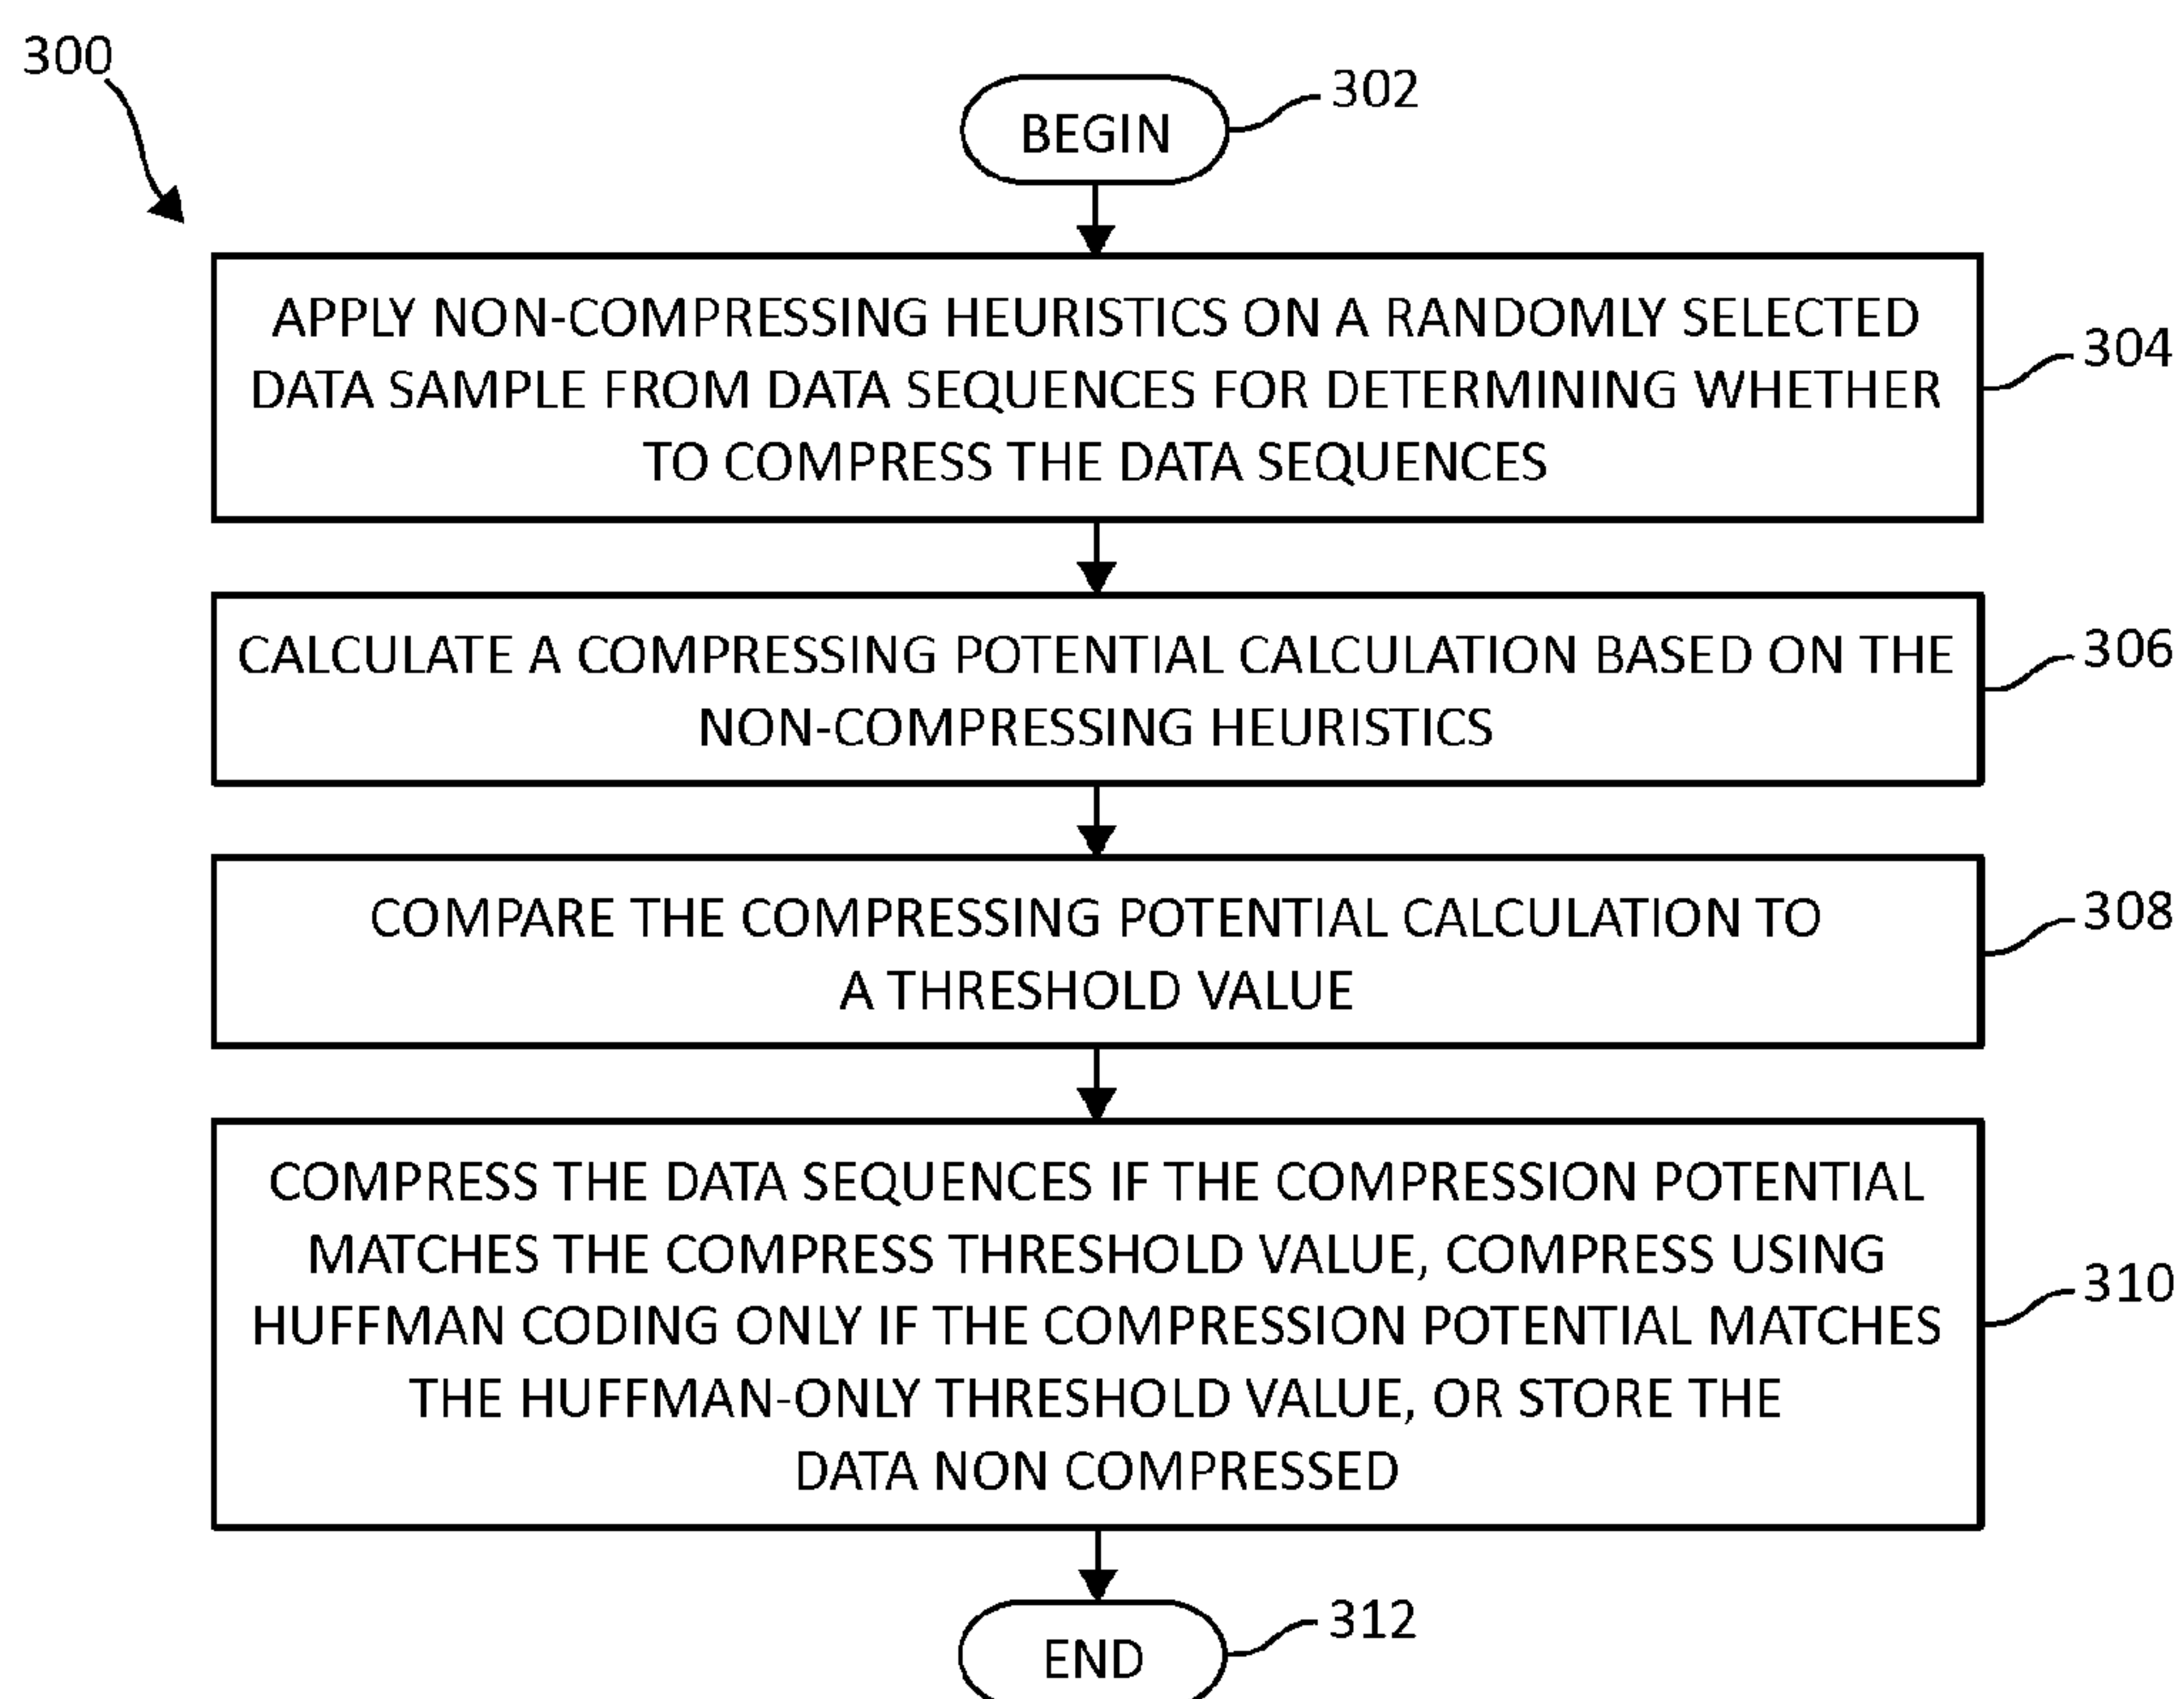 300
BEGIN
302
APPLY NON-COMPRESSING HEURISTICS ON A RANDOMLY SELECTED
DATA SAMPLE FROM DATA SEQUENCES FOR DETERMINING WHETHER
TO COMPRESS THE DATA SEQUENCES
304
CALCULATE A COMPRESSING POTENTIAL CALCULATION BASED ON THE
NON-COMPRESSING HEURISTICS
306
COMPARE THE COMPRESSING POTENTIAL CALCULATION TO
A THRESHOLD VALUE
308
COMPRESS THE DATA SEQUENCES IF THE COMPRESSION POTENTIAL
MATCHES THE COMPRESS THRESHOLD VALUE, COMPRESS USING
HUFFMAN CODING ONLY IF THE COMPRESSION POTENTIAL MATCHES
THE HUFFMAN-ONLY THRESHOLD VALUE, OR STORE THE
DATA NON COMPRESSED
310
END
312